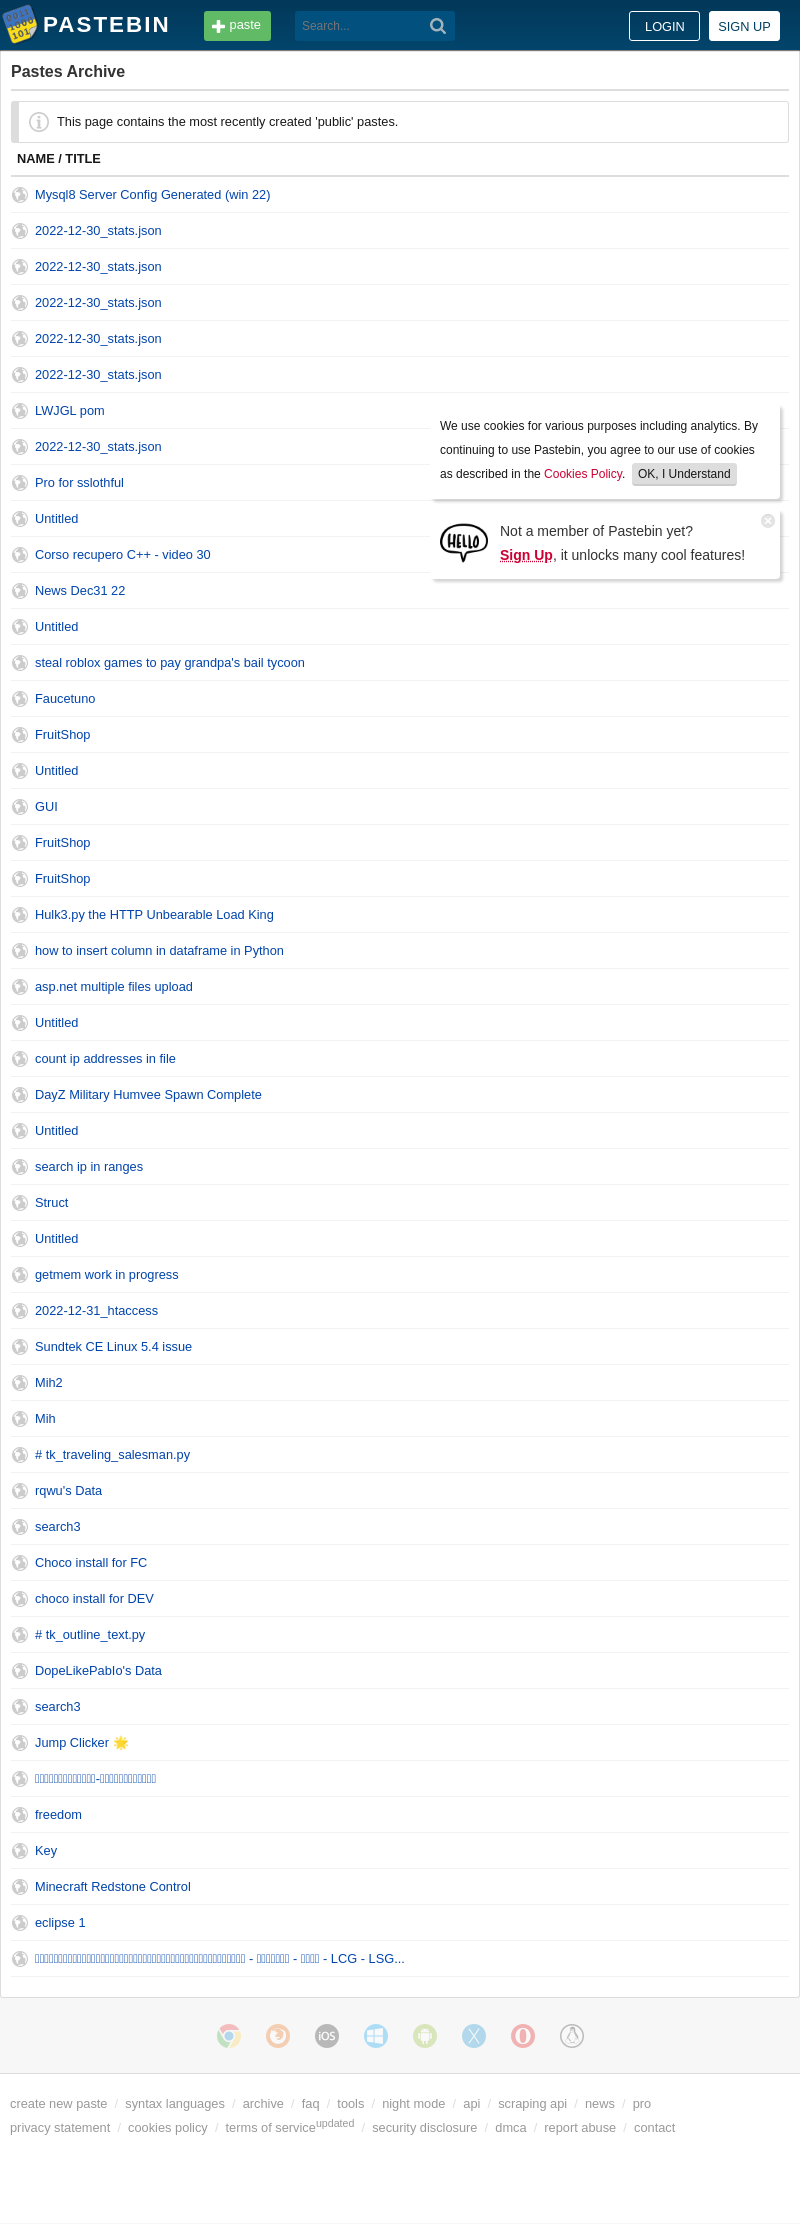 PASTEBIN
paste
Search...
LOGIN
SIGN UP
Pastes Archive
This page contains the most recently created 'public' pastes.
NAME / TITLE
Mysql8 Server Config Generated (win 22)
2022-12-30_stats.json
2022-12-30_stats.json
2022-12-30_stats.json
2022-12-30_stats.json
2022-12-30_stats.json
LWJGL pom
2022-12-30_stats.json
Pro for sslothful
Untitled
Corso recupero C++ - video 30
News Dec31 22
Untitled
steal roblox games to pay grandpa's bail tycoon
Faucetuno
FruitShop
Untitled
GUI
FruitShop
FruitShop
Hulk3.py the HTTP Unbearable Load King
how to insert column in dataframe in Python
asp.net multiple files upload
Untitled
count ip addresses in file
DayZ Military Humvee Spawn Complete
Untitled
search ip in ranges
Struct
Untitled
getmem work in progress
2022-12-31_htaccess
Sundtek CE Linux 5.4 issue
Mih2
Mih
# tk_traveling_salesman.py
rqwu's Data
search3
Choco install for FC
choco install for DEV
# tk_outline_text.py
DopeLikePablo's Data
search3
Jump Clicker 🌟
freedom
Key
Minecraft Redstone Control
eclipse 1
- LCG - LSG...
We use cookies for various purposes including analytics. By
continuing to use Pastebin, you agree to our use of cookies
as described in the Cookies Policy. OK, I Understand
HELLO
Not a member of Pastebin yet?
Sign Up, it unlocks many cool features!
iOS
create new paste / syntax languages / archive / faq / tools / night mode / api / scraping api / news / pro
privacy statement / cookies policy / terms of serviceupdated / security disclosure / dmca / report abuse / contact